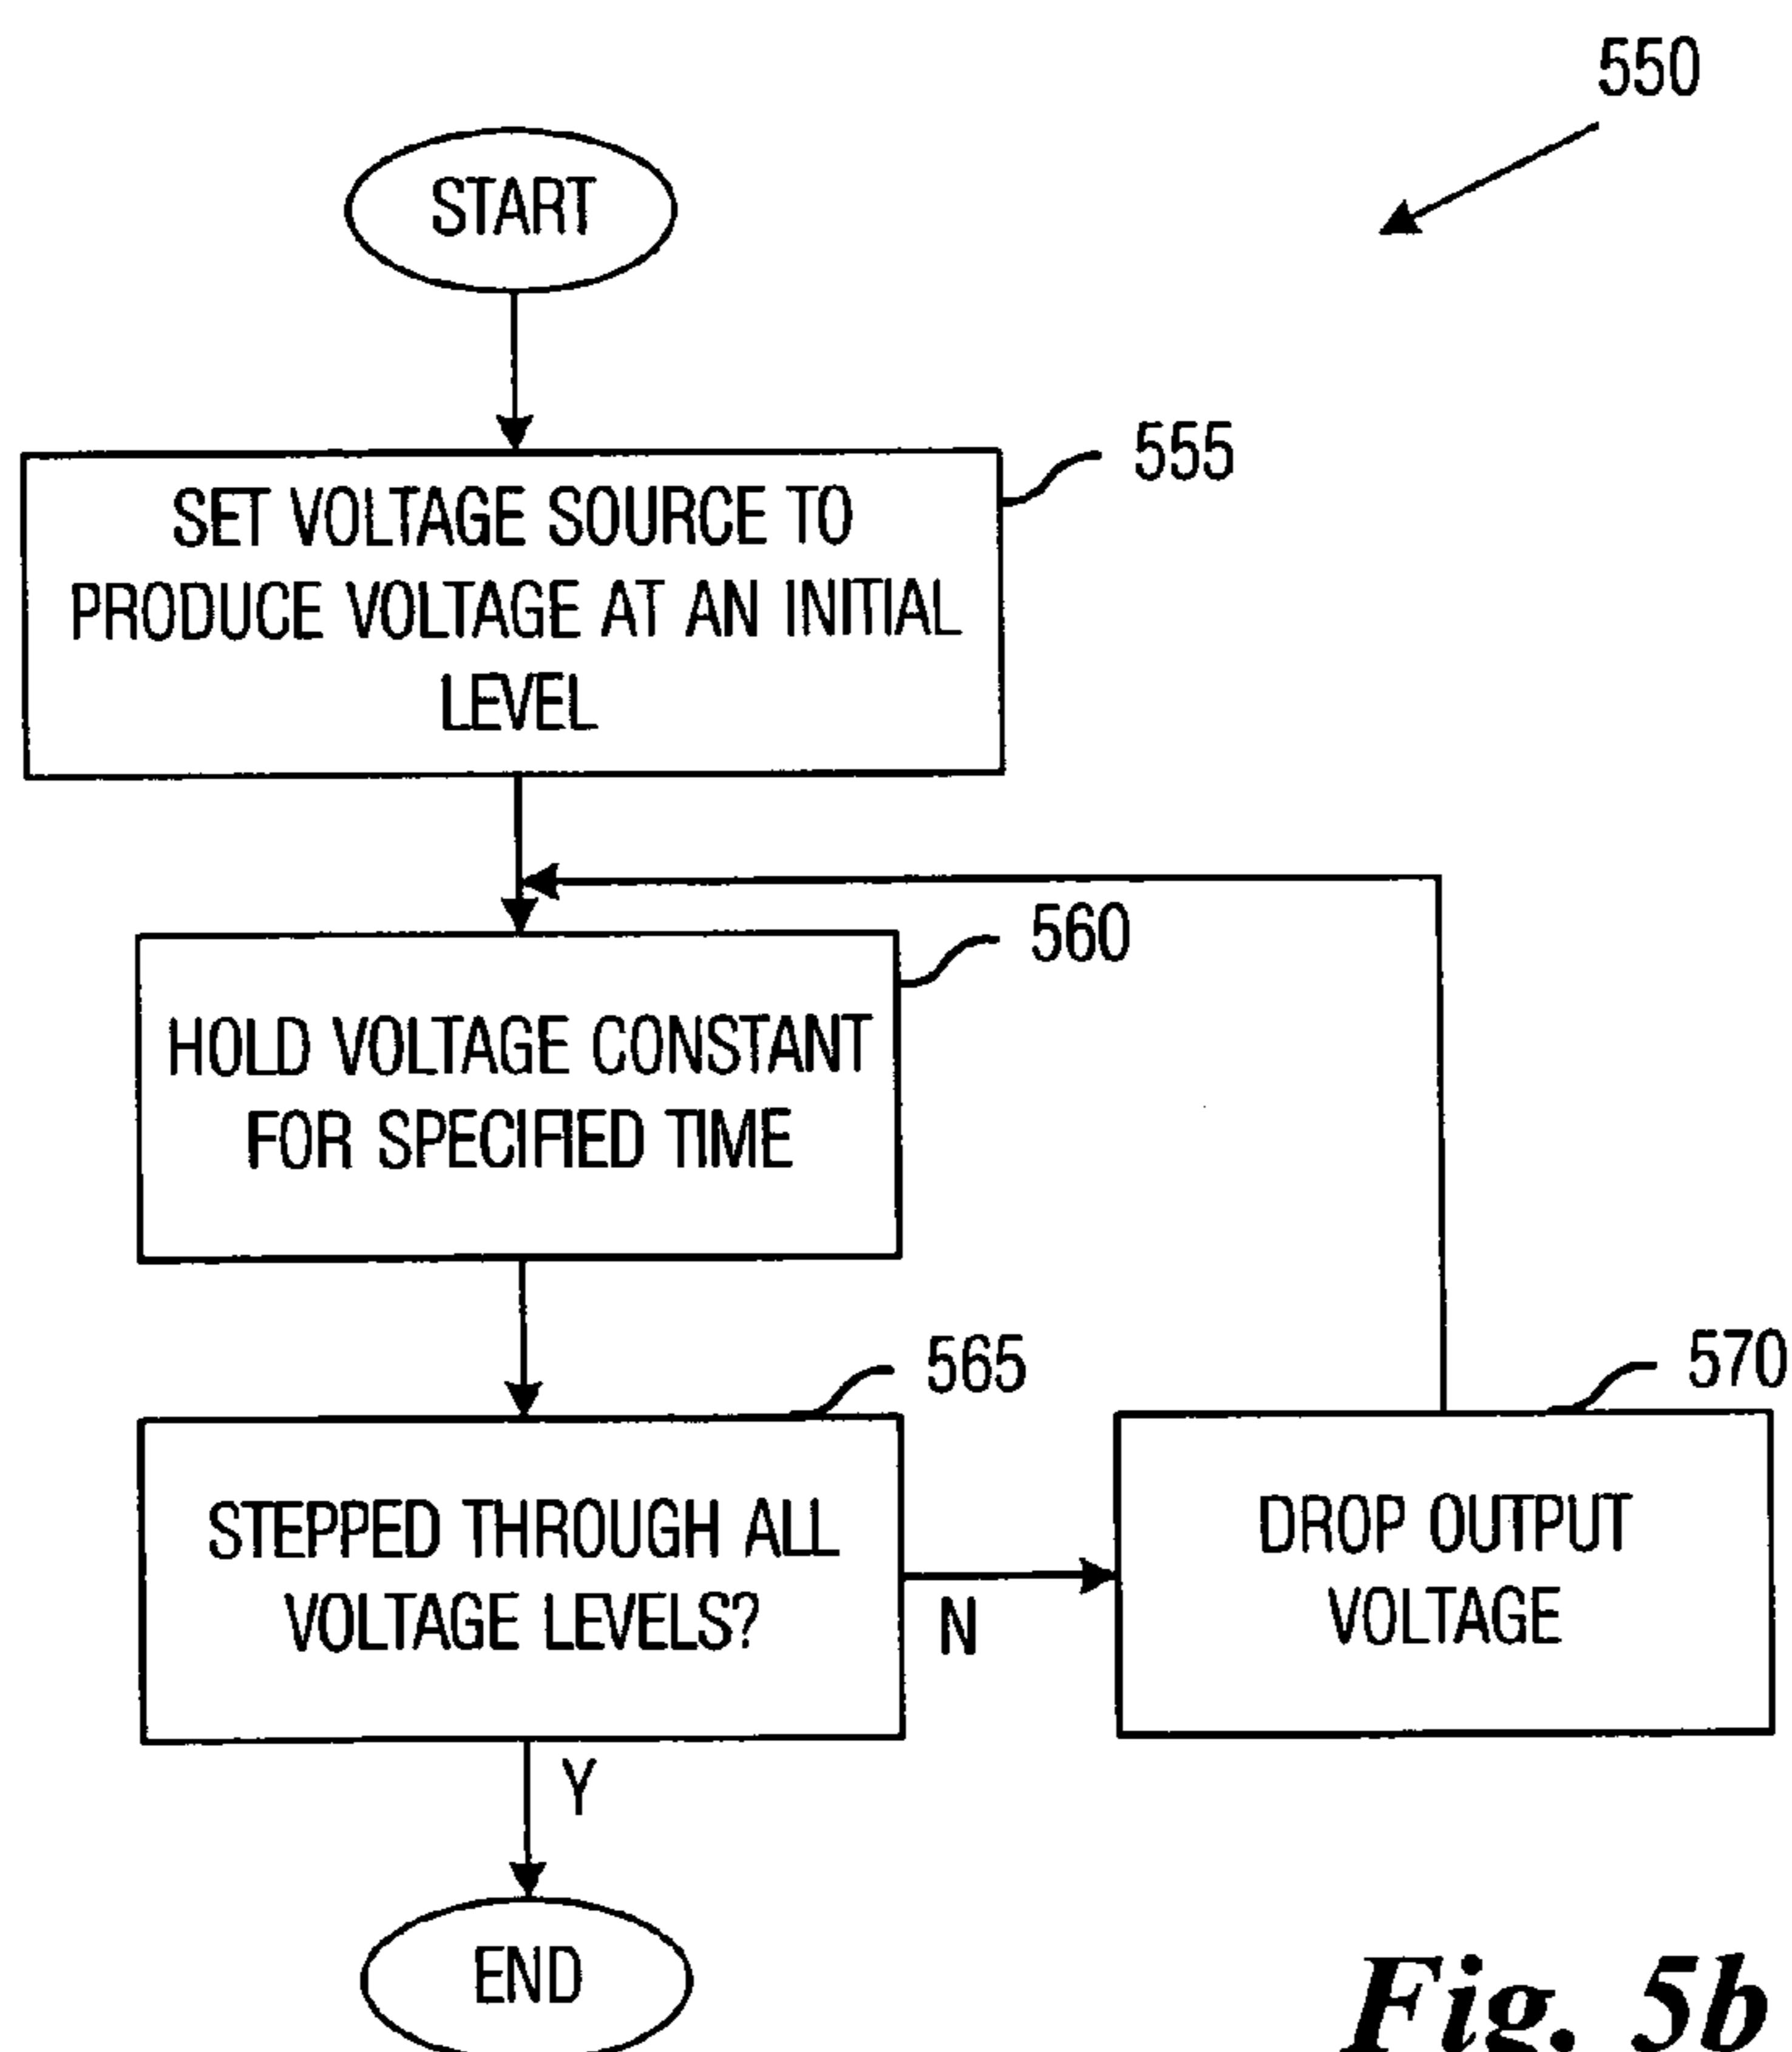 550
START
555
SET VOLTAGE SOURCE TO
PRODUCE VOLTAGE AT AN INITIAL
LEVEL
560
HOLD VOLTAGE CONSTANT
FOR SPECIFIED TIME
565
STEPPED THROUGH ALL
VOLTAGE LEVELS?
N
570
DROP OUTPUT
VOLTAGE
Y
END
Fig. 5b